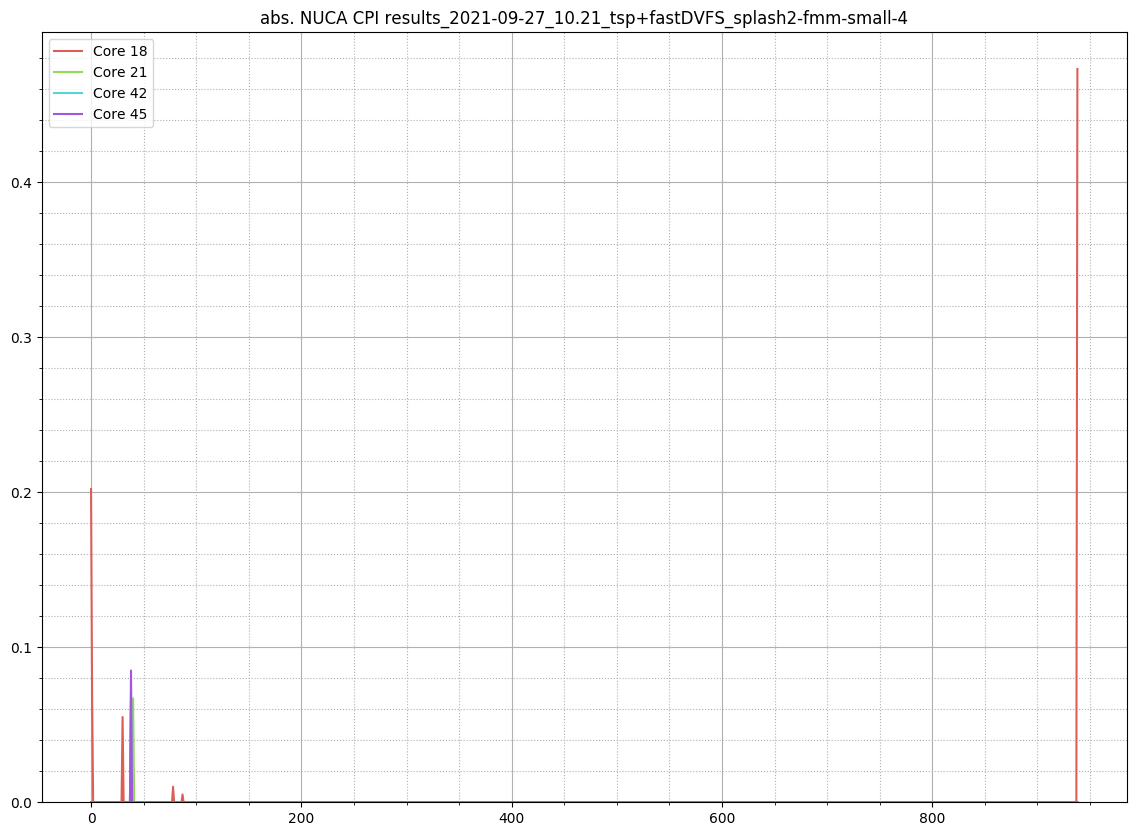 abs. NUCA CPI results_2021-09-27_10.21_tsp+fastDVFS_splash2-fmm-small-4
Core 18
Core 21
Core 42
Core 45
0.4
0.3
0.2
0.1
0.0
0 200 400 600 800